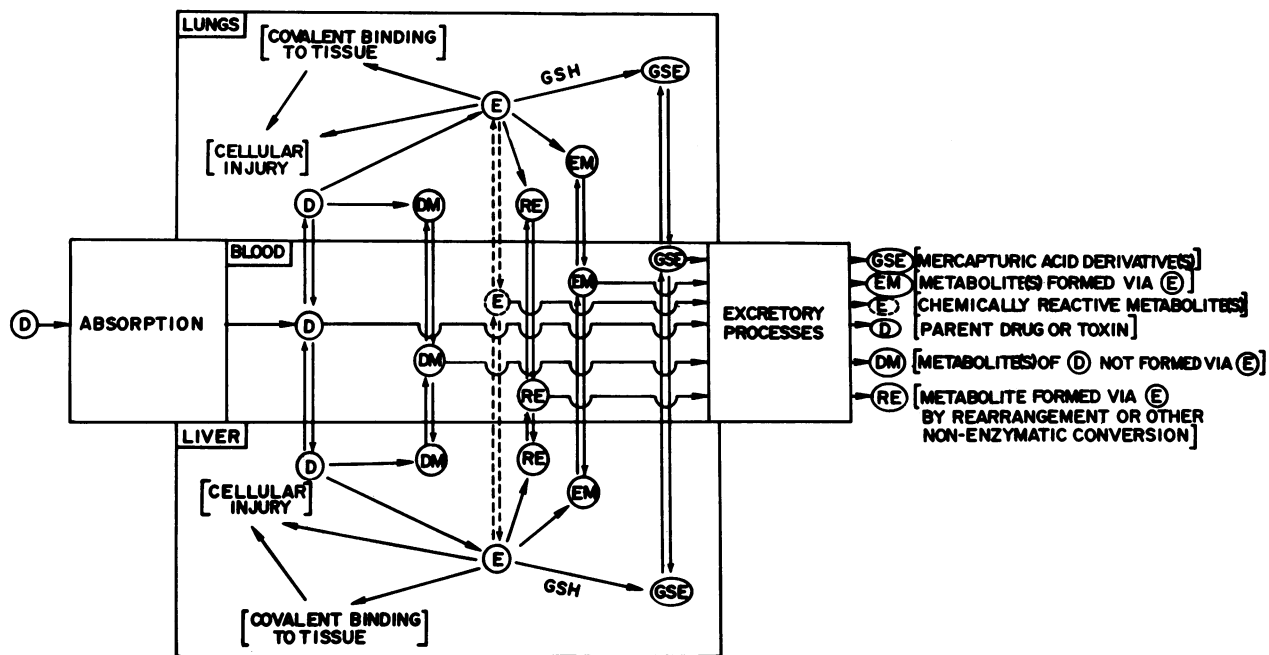 LUNGS
[COVALENT BINDING
TO TISSUE]
GSH
GSE
E
[CELLULAR
INJURY]
EM
D
DM
RE
BLOOD
GSE
EM
E
D
ABSORPTION
D
DM
RE
EXCRETORY
PROCESSES
GSE [MERCAPTURIC ACID DERIVATIVE(S)]
EM [METABOLITE(S) FORMED VIA E]
E [CHEMICALLY REACTIVE METABOLITE(S)]
D [PARENT DRUG OR TOXIN]
DM [METABOLITE(S) OF D NOT FORMED VIA E]
RE [METABOLITE FORMED VIA E
BY REARRANGEMENT OR OTHER
NON-ENZYMATIC CONVERSION]
LIVER
D
DM
RE
[CELLULAR
INJURY]
EM
E
GSH
GSE
[COVALENT BINDING
TO TISSUE]